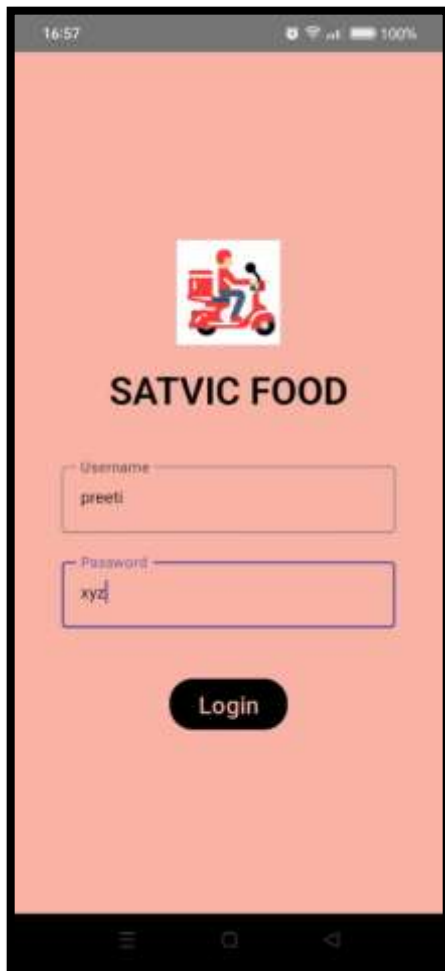 16:57 100%
SATVIC FOOD
Username
preeti
Password
xyz
Login